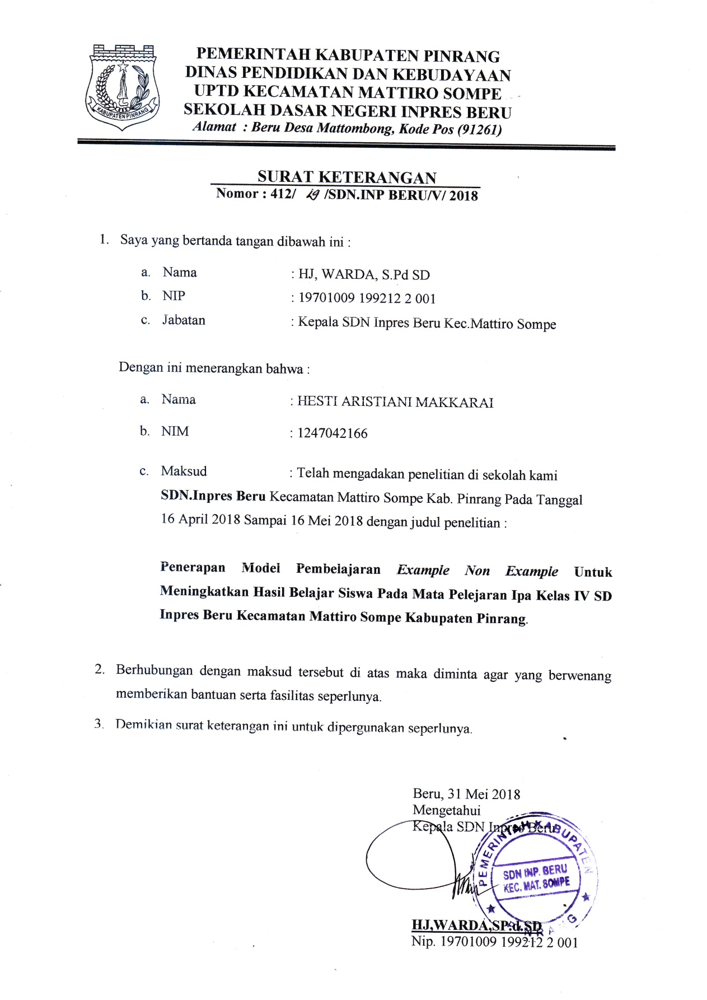 PEMERINTAH KABUPATEN PINRANG
DINAS PENDIDIKAN DAN KEBUDAYAAN
UPTD KECAMATAN MATTIRO SOMPE
SEKOLAH DASAR NEGERI INPRES BERU
Alamat : Beru Desa Mattombong, Kode Pos (91261)
KABUPATEN PINRANG
SURAT KETERANGAN
Nomor : 412/ 29 /SDN.INP BERU/V/ 2018
1. Saya yang bertanda tangan dibawah ini :
a. Nama : HJ, WARDA, S.Pd SD
b. NIP : 19701009 199212 2 001
c. Jabatan : Kepala SDN Inpres Beru Kec.Mattiro Sompe
Dengan ini menerangkan bahwa :
a. Nama : HESTI ARISTIANI MAKKARAI
b. NIM : 1247042166
c. Maksud : Telah mengadakan penelitian di sekolah kami
SDN.Inpres Beru Kecamatan Mattiro Sompe Kab. Pinrang Pada Tanggal
16 April 2018 Sampai 16 Mei 2018 dengan judul penelitian :
Penerapan Model Pembelajaran Example Non Example Untuk
Meningkatkan Hasil Belajar Siswa Pada Mata Pelejaran Ipa Kelas IV SD
Inpres Beru Kecamatan Mattiro Sompe Kabupaten Pinrang.
2. Berhubungan dengan maksud tersebut di atas maka diminta agar yang berwenang
memberikan bantuan serta fasilitas seperlunya.
3. Demikian surat keterangan ini untuk dipergunakan seperlunya.
Beru, 31 Mei 2018
Mengetahui
Kepala SDN Inpres Beru
PEMERINTAH KABUPATEN
SDN INP. BERU
KEC. MAT. SOMPE
PINRANG
HJ,WARDA,SP.d.SD
Nip. 19701009 199212 2 001